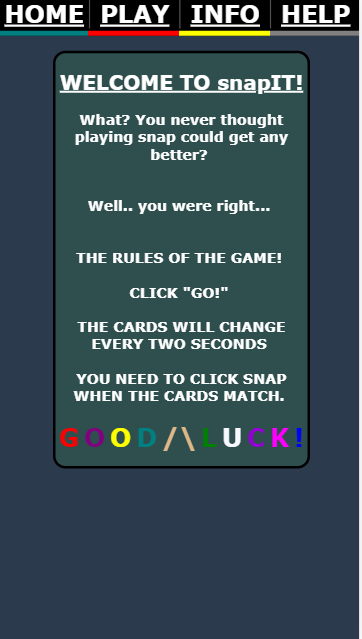 HOME PLAY INFO HELP
WELCOME TO snapIT!
What? You never thought
playing snap could get any
better?
Well.. you were right...
THE RULES OF THE GAME!
CLICK "GO!"
THE CARDS WILL CHANGE
EVERY TWO SECONDS
YOU NEED TO CLICK SNAP
WHEN THE CARDS MATCH.
G O O D /\ L U C K !